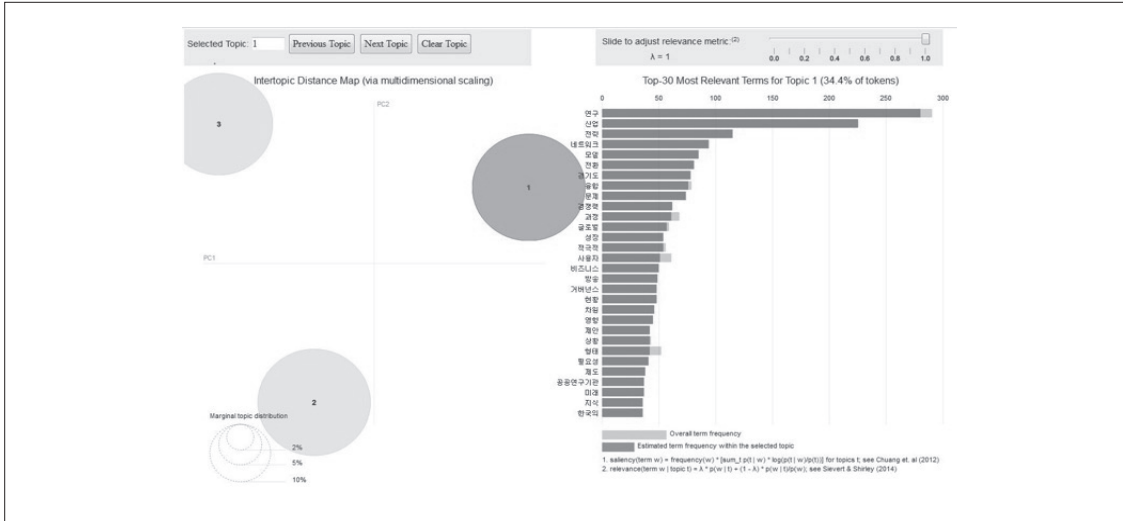 Selected Topic: 1 Previous Topic Next Topic Clear Topic
Slide to adjust relevance metric:(2)
λ = 1
0.0 0.2 0.4 0.6 0.8 1.0
Intertopic Distance Map (via multidimensional scaling)
PC2
PC1
3
1
2
Marginal topic distribution
2%
5%
10%
Top-30 Most Relevant Terms for Topic 1 (34.4% of tokens)
0 50 100 150 200 250 300
연구
산업
전략
네트워크
모델
전환
경기도
융합
문제
경쟁력
과정
글로벌
성장
적극적
사용자
비즈니스
방송
거버넌스
현황
차원
영향
제안
상황
형태
필요성
제도
공공연구기관
미래
지식
한국의
Overall term frequency
Estimated term frequency within the selected topic
1. saliency(term w) = frequency(w) * [sum_t p(t | w) * log(p(t | w)/p(t))] for topics t; see Chuang et. al (2012)
2. relevance(term w | topic t) = λ * p(w | t) + (1 - λ) * p(w | t)/p(w); see Sievert & Shirley (2014)